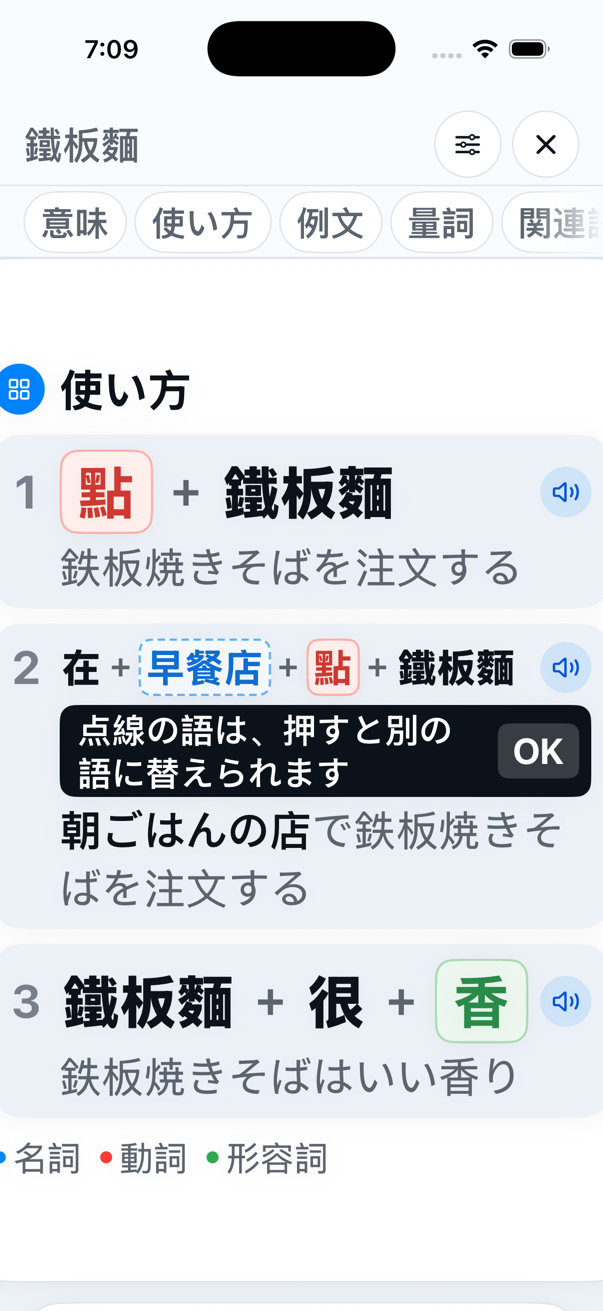 7:09
鐵板麵
意味 使い方 例文 量詞 関連
使い方
1 點 + 鐵板麵
鉄板焼きそばを注文する
2 在 + 早餐店 + 點 + 鐵板麵
点線の語は、押すと別の
語に替えられます OK
朝ごはんの店で鉄板焼きそ
ばを注文する
3 鐵板麵 + 很 + 香
鉄板焼きそばはいい香り
名詞 動詞 形容詞